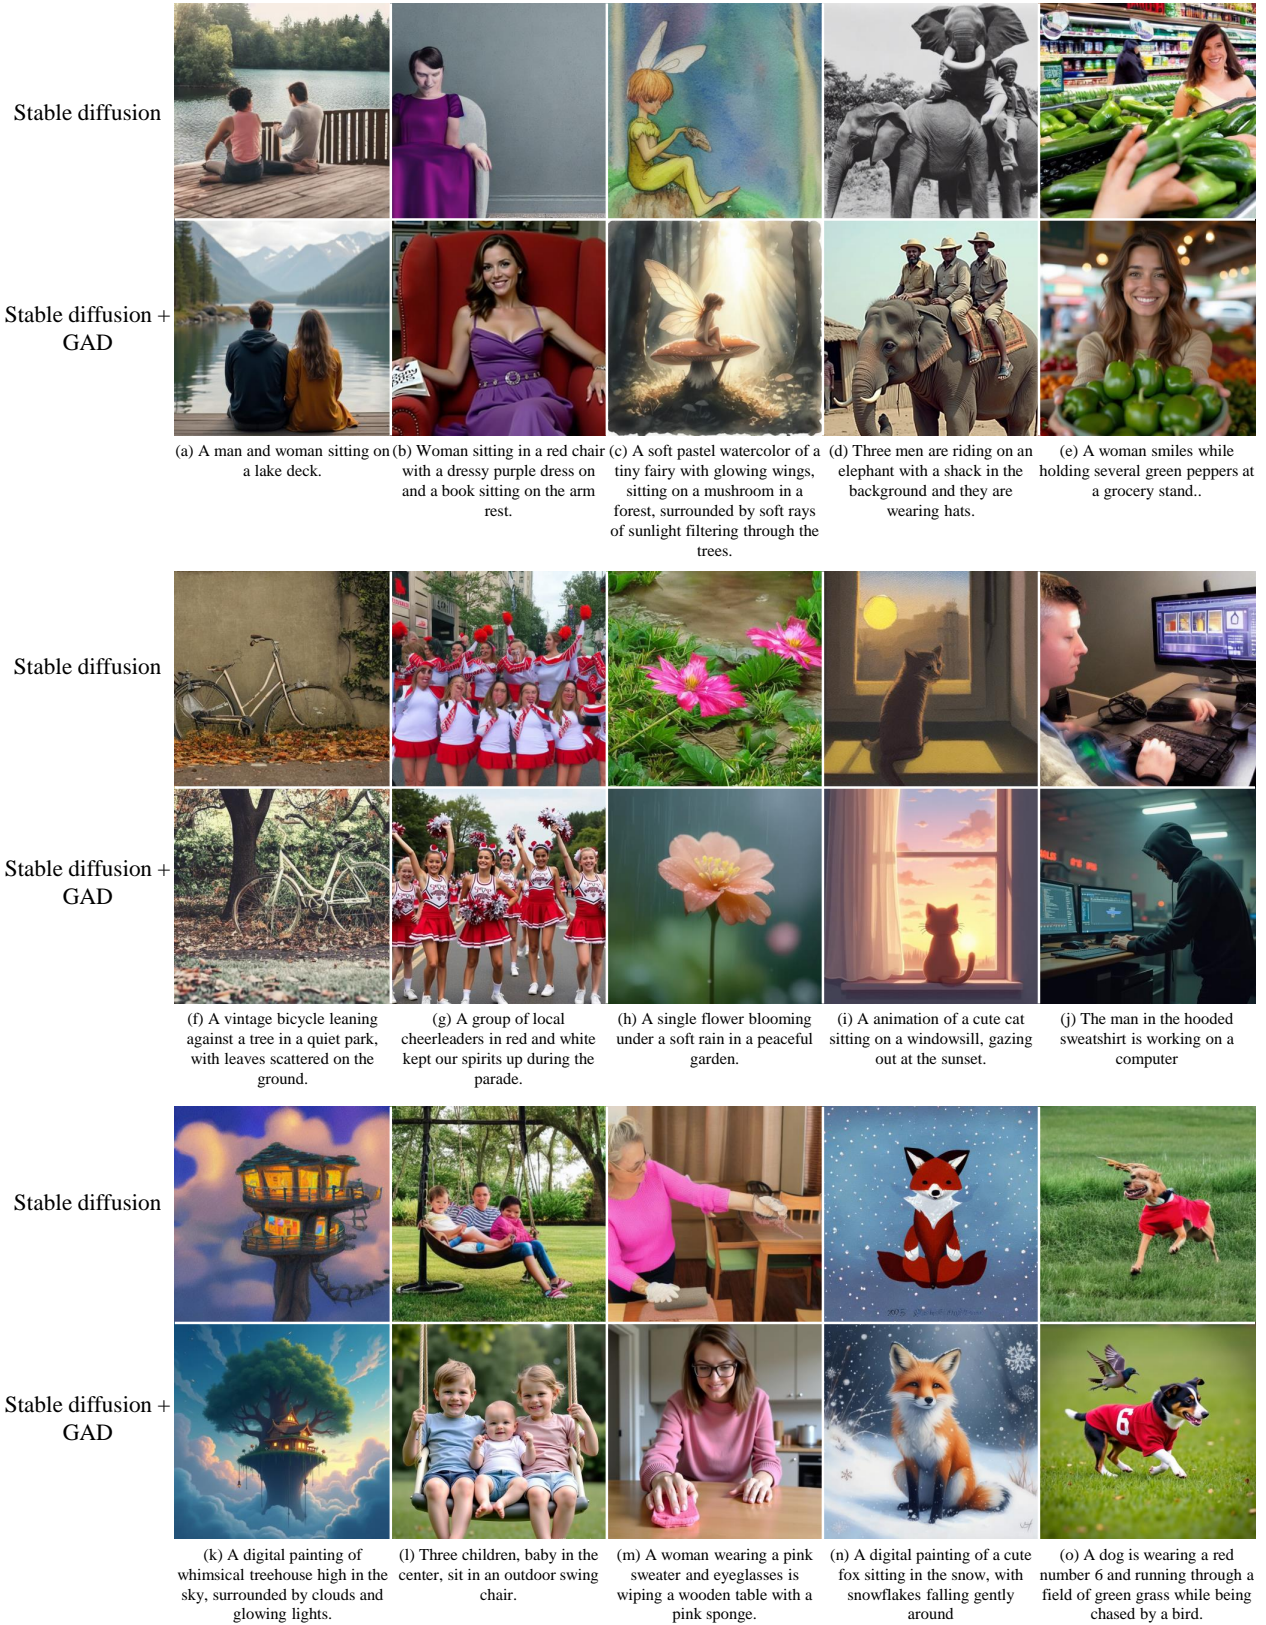 Stable diffusion
Stable diffusion +
GAD
(a) A man and woman sitting on
a lake deck.
(b) Woman sitting in a red chair
with a dressy purple dress on
and a book sitting on the arm
rest.
(c) A soft pastel watercolor of a
tiny fairy with glowing wings,
sitting on a mushroom in a
forest, surrounded by soft rays
of sunlight filtering through the
trees.
(d) Three men are riding on an
elephant with a shack in the
background and they are
wearing hats.
(e) A woman smiles while
holding several green peppers at
a grocery stand..
Stable diffusion
Stable diffusion +
GAD
(f) A vintage bicycle leaning
against a tree in a quiet park,
with leaves scattered on the
ground.
(g) A group of local
cheerleaders in red and white
kept our spirits up during the
parade.
(h) A single flower blooming
under a soft rain in a peaceful
garden.
(i) A animation of a cute cat
sitting on a windowsill, gazing
out at the sunset.
(j) The man in the hooded
sweatshirt is working on a
computer
Stable diffusion
Stable diffusion +
GAD
6
(k) A digital painting of
whimsical treehouse high in the
sky, surrounded by clouds and
glowing lights.
(l) Three children, baby in the
center, sit in an outdoor swing
chair.
(m) A woman wearing a pink
sweater and eyeglasses is
wiping a wooden table with a
pink sponge.
(n) A digital painting of a cute
fox sitting in the snow, with
snowflakes falling gently
around
(o) A dog is wearing a red
number 6 and running through a
field of green grass while being
chased by a bird.